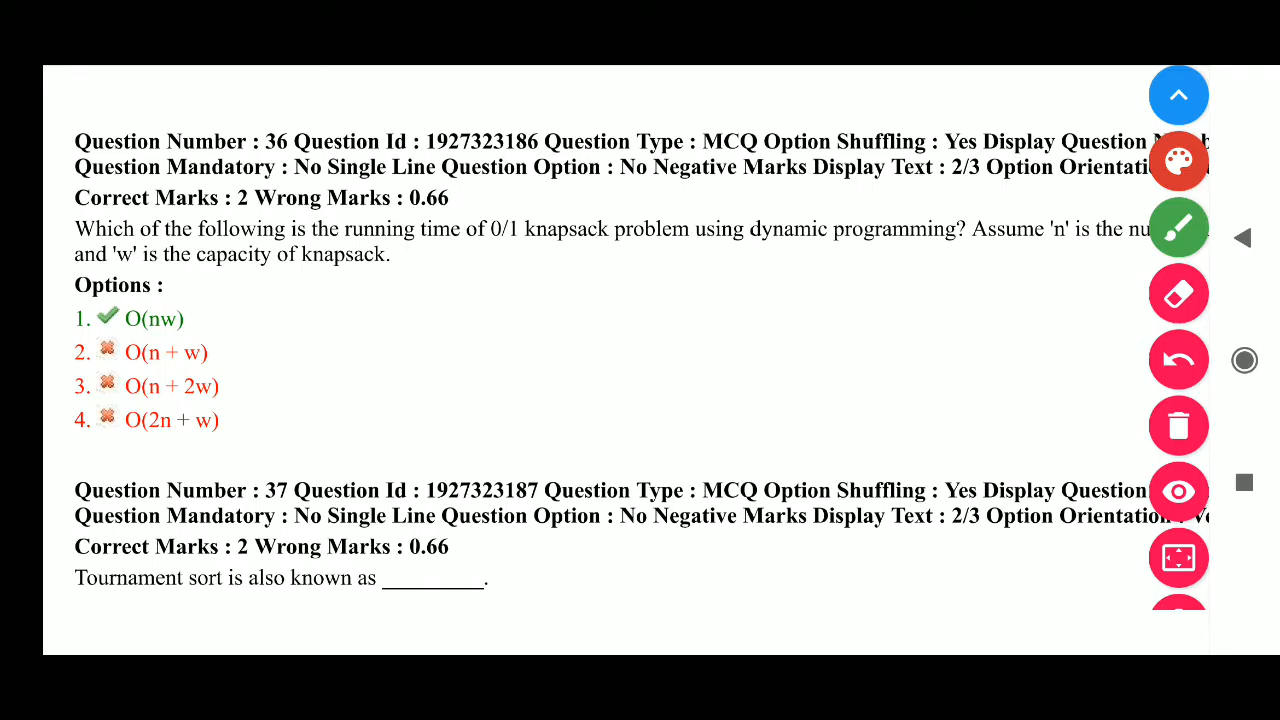 Question Number : 36 Question Id : 1927323186 Question Type : MCQ Option Shuffling : Yes Display Question
Question Mandatory : No Single Line Question Option : No Negative Marks Display Text : 2/3 Option
Correct Marks : 2 Wrong Marks : 0.66
Which of the following is the running time of 0/1 knapsack problem using dynamic programming? Assume 'n' is the
and 'w' is the capacity of knapsack.
Options :
1. O(nw)
2. O(n + w)
3. O(n + 2w)
4. O(2n + w)
Question Number : 37 Question Id : 1927323187 Question Type : MCQ Option Shuffling : Yes Display Question
Question Mandatory : No Single Line Question Option : No Negative Marks Display Text : 2/3 Option Orientation :
Correct Marks : 2 Wrong Marks : 0.66
Tournament sort is also known as _________.